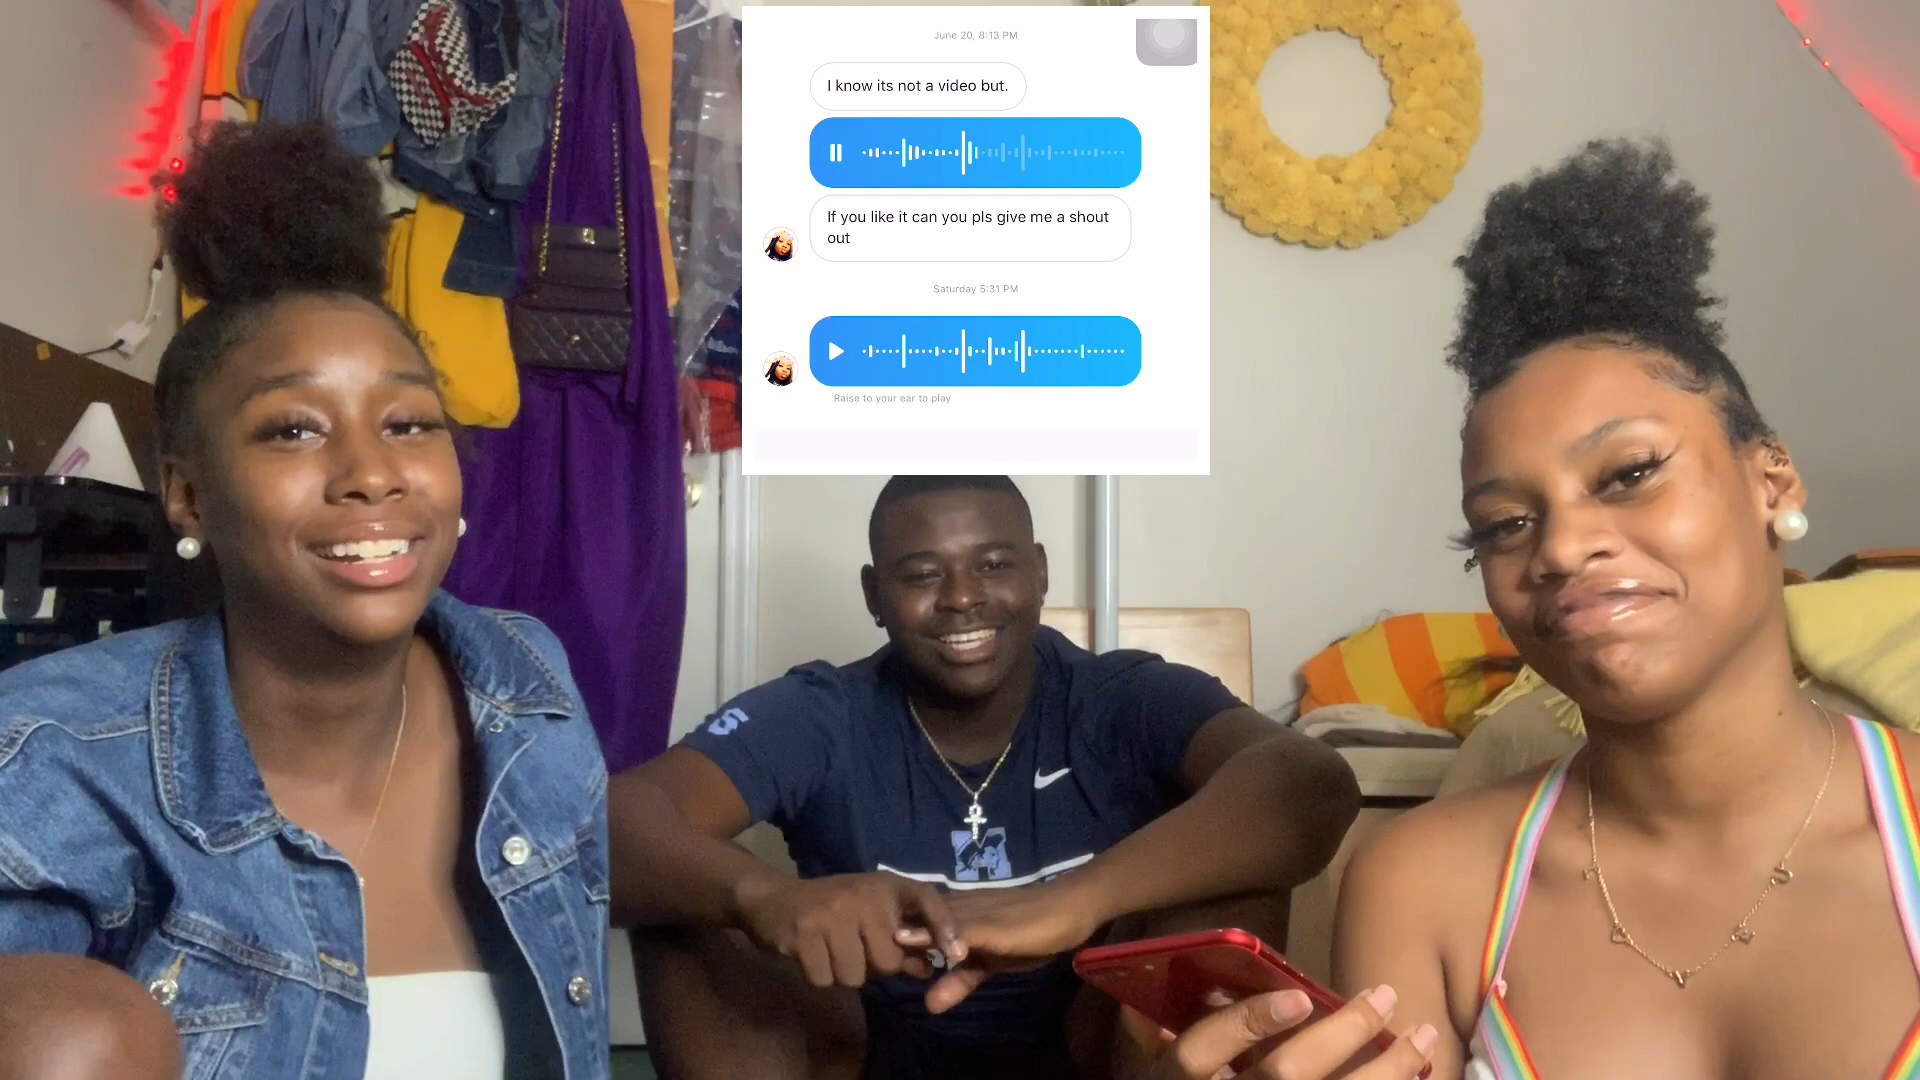 June 20, 8:13 PM
I know its not a video but.
If you like it can you pls give me a shout
out
Saturday 5:31 PM
Raise to your ear to play